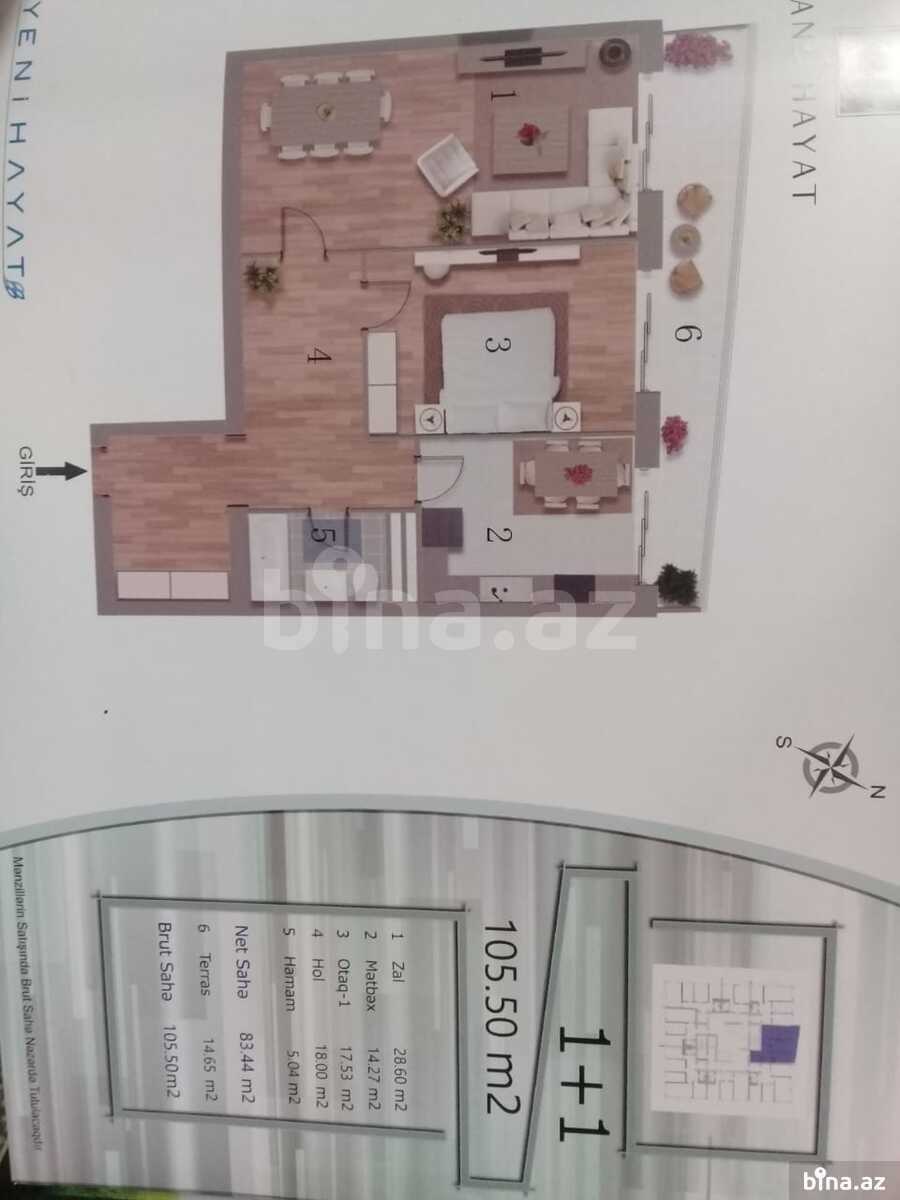 YENİHAYAT
HAYAT
1
2
3
4
5
6
GİRİŞ
N
S
1+1
105.50 m2
1 Zal 28.60 m2
2 Mətbəx 14.27 m2
3 Otaq-1 17.53 m2
4 Hol 18.00 m2
5 Hamam 5.04 m2
Net Sahə 83.44 m2
6 Terras 14.65 m2
Brut Sahə 105.50m2
Mənzillərin Satışında Brut Sahə Nəzərdə Tutulacaqdır
bina.az
bina.az